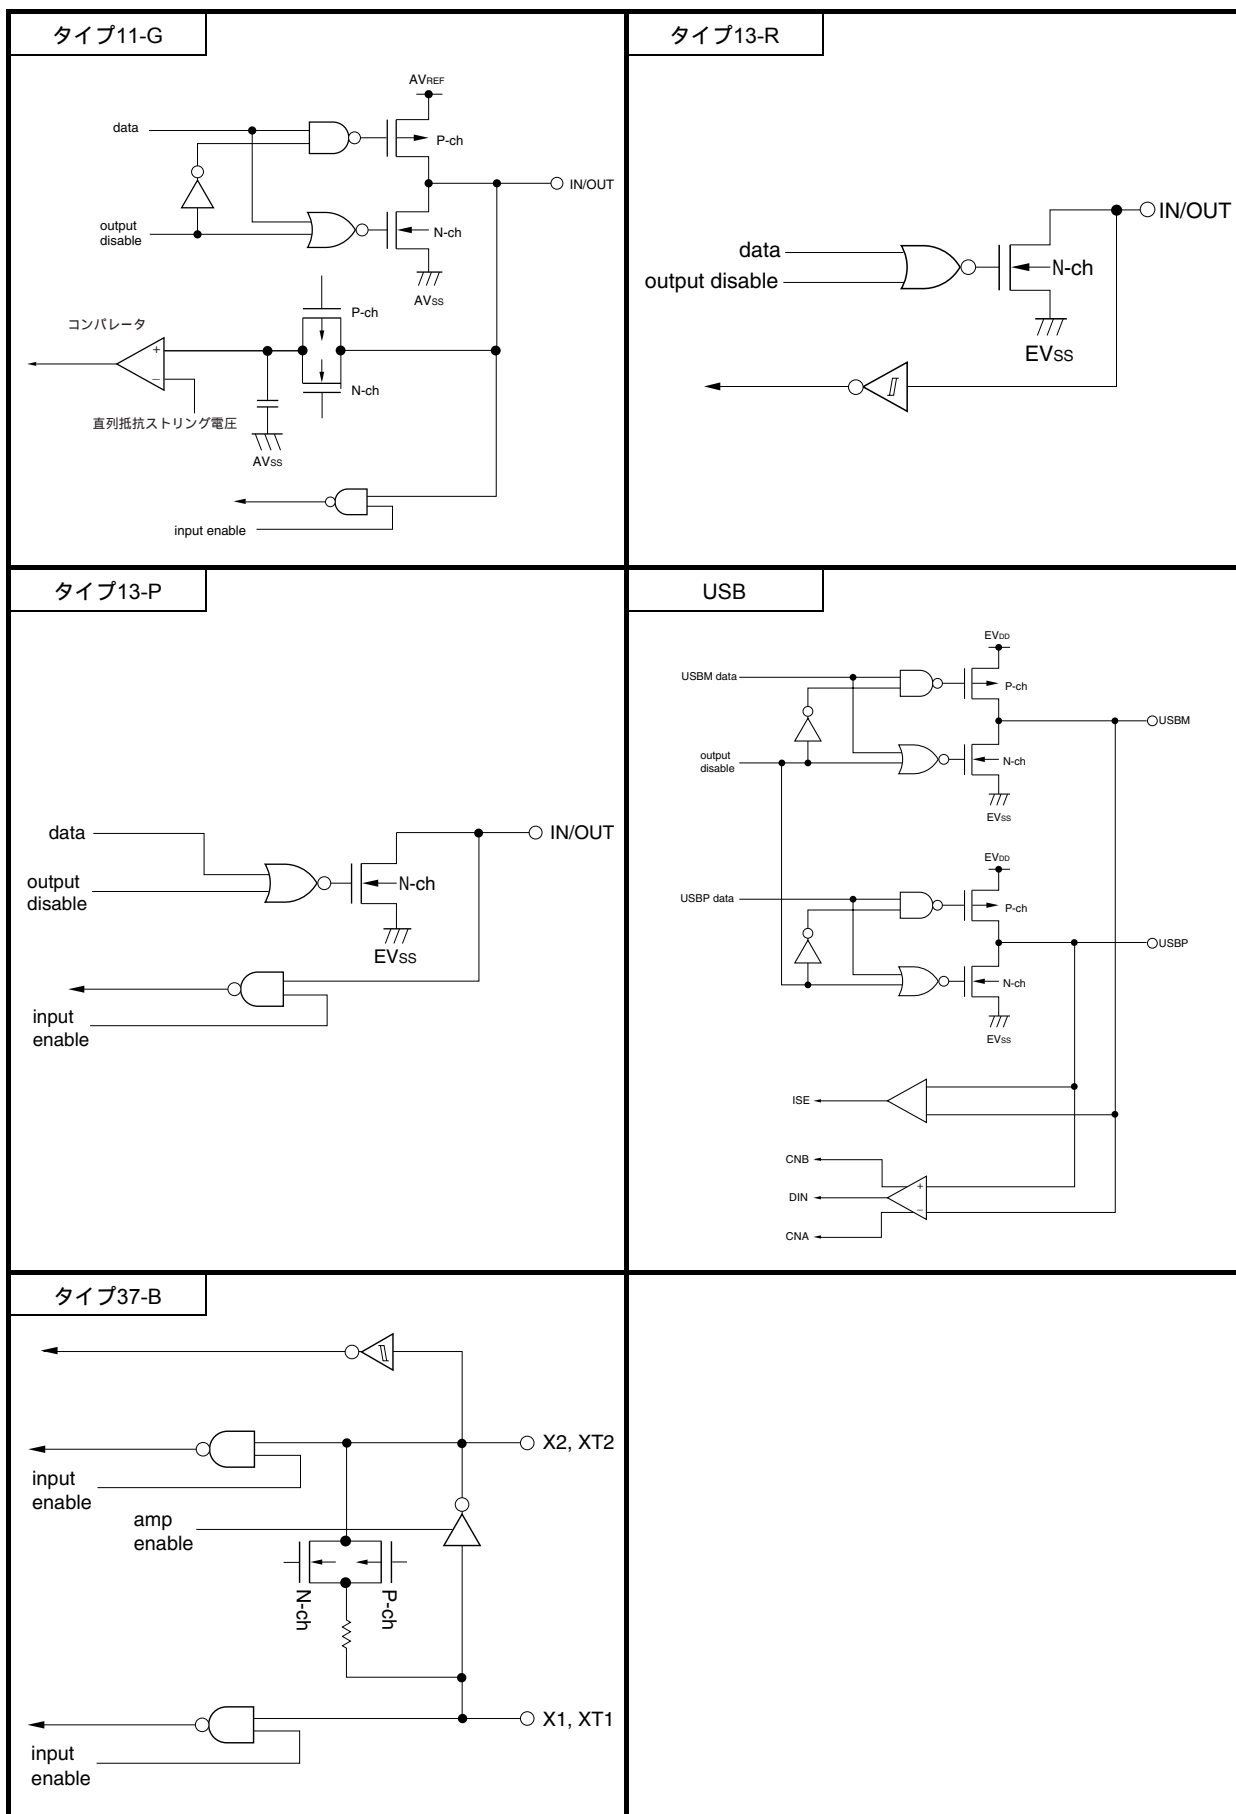 タイプ11-G
AVREF
data
P-ch
IN/OUT
output
disable
N-ch
AVSS
P-ch
コンパレータ
+
–
N-ch
直列抵抗ストリング電圧
AVSS
input enable
タイプ13-R
IN/OUT
data
output disable
N-ch
EVSS
タイプ13-P
data
IN/OUT
output
disable
N-ch
EVSS
input
enable
USB
EVDD
USBM data
P-ch
USBM
output
disable
N-ch
EVSS
EVDD
USBP data
P-ch
USBP
N-ch
EVSS
ISE
CNB
+
DIN
–
CNA
タイプ37-B
X2, XT2
input
enable
amp
enable
N-ch
P-ch
X1, XT1
input
enable